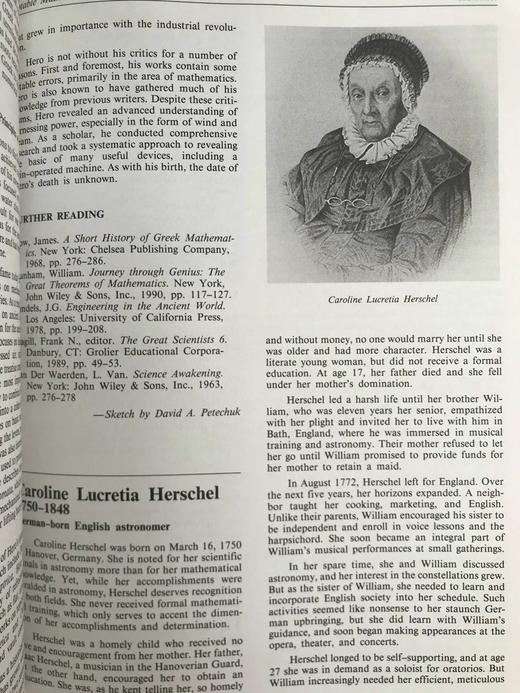 at grew in importance with the industrial revolu-
Hero is not without his critics for a number of
First and foremost, his works contain some
errors, primarily in the area of mathematics.
is also known to have gathered much of his
from previous writers. Despite these criti-
Hero revealed an advanced understanding of
power, especially in the form of wind and
As a scholar, he conducted comprehensive
and took a systematic approach to revealing
basic of many useful devices, including a
machine. As with his birth, the date of
death is unknown.
FURTHER READING
James. A Short History of Greek Mathemat-
ics. New York: Chelsea Publishing Company,
1968, pp. 276–286.
William. Journey through Genius: The
Great Theorems of Mathematics. New York,
John Wiley & Sons, Inc., 1990, pp. 117–127.
J.G. Engineering in the Ancient World.
Los Angeles: University of California Press,
1978, pp. 199–208.
Frank N., editor. The Great Scientists 6.
Danbury, CT: Grolier Educational Corpora-
tion, 1989, pp. 49–53.
Van Der Waerden, L. Van. Science Awakening.
New York: John Wiley & Sons, Inc., 1963,
pp. 276–278
—Sketch by David A. Petechuk
Caroline Lucretia Herschel
1750–1848
German-born English astronomer
Caroline Herschel was born on March 16, 1750
Hanover, Germany. She is noted for her scientific
in astronomy more than for her mathematical
Yet, while her accomplishments were
in astronomy, Herschel deserves recognition
both fields. She never received formal mathemati-
training, which only serves to accent the dimen-
of her accomplishments and determination.
Herschel was a homely child who received no
and encouragement from her mother. Her father,
Herschel, a musician in the Hanoverian Guard,
the other hand, encouraged her to obtain an
She was, as he kept telling her, so homely
Caroline Lucretia Herschel
and without money, no one would marry her until she
was older and had more character. Herschel was a
literate young woman, but did not receive a formal
education. At age 17, her father died and she fell
under her mother's domination.
Herschel led a harsh life until her brother Wil-
liam, who was eleven years her senior, empathized
with her plight and invited her to live with him in
Bath, England, where he was immersed in musical
training and astronomy. Their mother refused to let
her go until William promised to provide funds for
her mother to retain a maid.
In August 1772, Herschel left for England. Over
the next five years, her horizons expanded. A neigh-
bor taught her cooking, marketing, and English.
Unlike their parents, William encouraged his sister to
be independent and enroll in voice lessons and the
harpsichord. She soon became an integral part of
William's musical performances at small gatherings.
In her spare time, she and William discussed
astronomy, and her interest in the constellations grew.
But as the sister of William, she needed to learn and
incorporate English society into her schedule. Such
activities seemed like nonsense to her staunch Ger-
man upbringing, but she did learn with William's
guidance, and soon began making appearances at the
opera, theater, and concerts.
Herschel longed to be self-supporting, and at age
27 she was in demand as a soloist for oratorios. But
William increasingly needed her efficient, meticulous